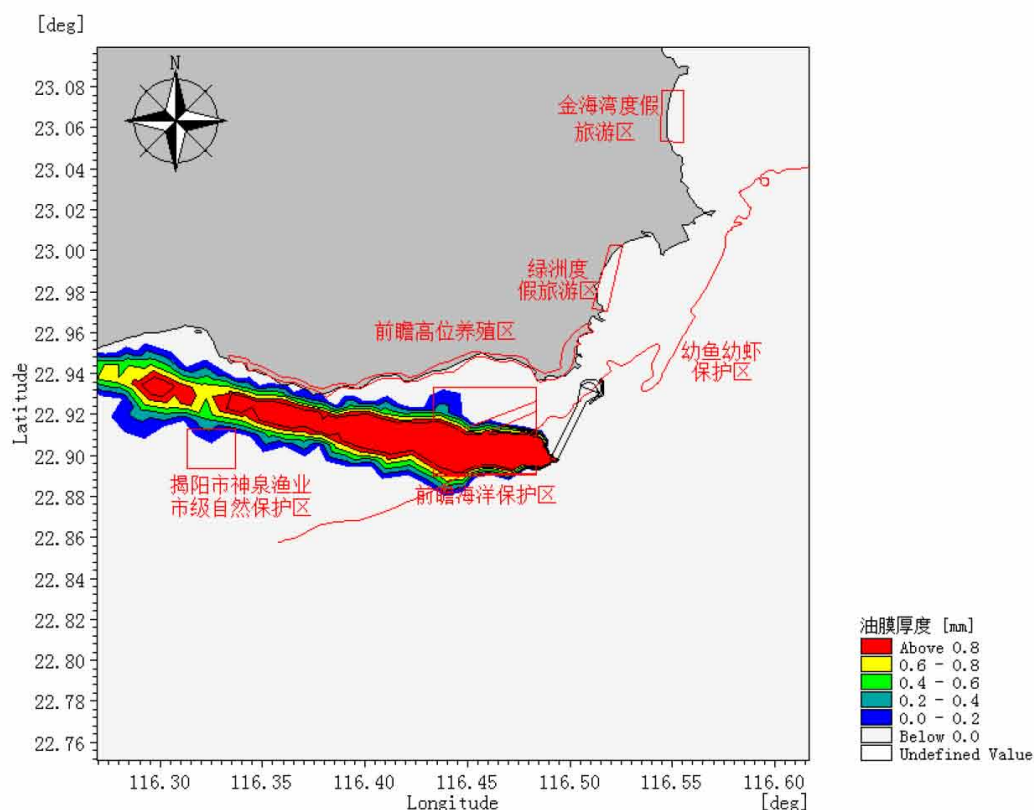 [deg]
N
金海湾度假
旅游区
绿洲度
假旅游区
前瞻高位养殖区
幼鱼幼虾
保护区
揭阳市神泉渔业
市级自然保护区
前瞻海洋保护区
Latitude
23.08
23.06
23.04
23.02
23.00
22.98
22.96
22.94
22.92
22.90
22.88
22.86
22.84
22.82
22.80
22.78
22.76
116.30
116.35
116.40
116.45
116.50
116.55
116.60
Longitude
[deg]
油膜厚度 [mm]
Above 0.8
0.6 - 0.8
0.4 - 0.6
0.2 - 0.4
0.0 - 0.2
Below 0.0
Undefined Value